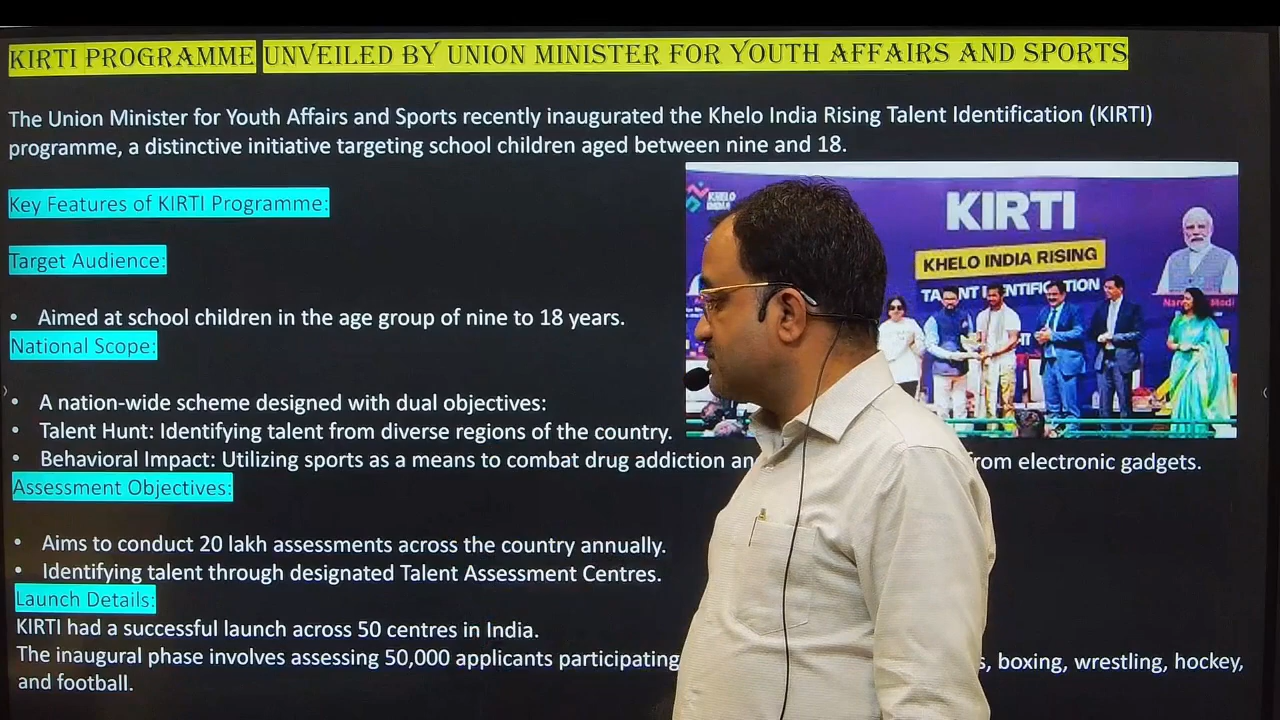 KIRTI PROGRAMME UNVEILED BY UNION MINISTER FOR YOUTH AFFAIRS AND SPORTS
The Union Minister for Youth Affairs and Sports recently inaugurated the Khelo India Rising Talent Identification (KIRTI)
programme, a distinctive initiative targeting school children aged between nine and 18.
Key Features of KIRTI Programme:
Target Audience:
• Aimed at school children in the age group of nine to 18 years.
National Scope:
• A nation-wide scheme designed with dual objectives:
• Talent Hunt: Identifying talent from diverse regions of the country.
• Behavioral Impact: Utilizing sports as a means to combat drug addiction an rom electronic gadgets.
Assessment Objectives:
• Aims to conduct 20 lakh assessments across the country annually.
• Identifying talent through designated Talent Assessment Centres.
Launch Details:
KIRTI had a successful launch across 50 centres in India.
The inaugural phase involves assessing 50,000 applicants participating s, boxing, wrestling, hockey,
and football.
KHELO
INDIA
KIRTI
KHELO INDIA RISING
TALENT IDENTIFICATION
Modi